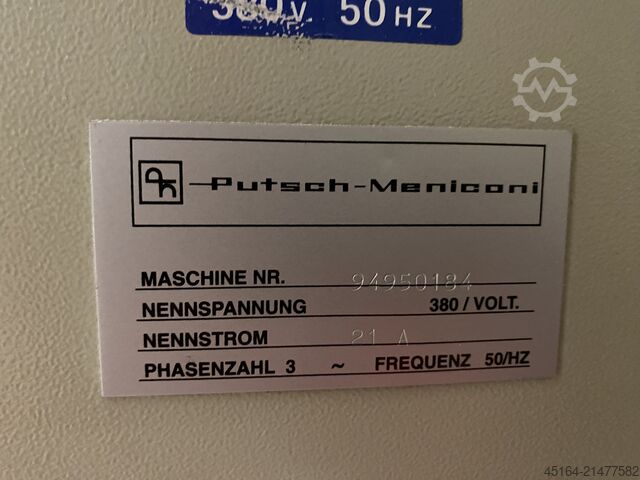 380V. 50 HZ
Putsch-Meniconi
MASCHINE NR. 94950184
NENNSPANNUNG 380 / VOLT.
NENNSTROM 21 A
PHASENZAHL 3 ~ FREQUENZ 50/HZ
45164-21477582